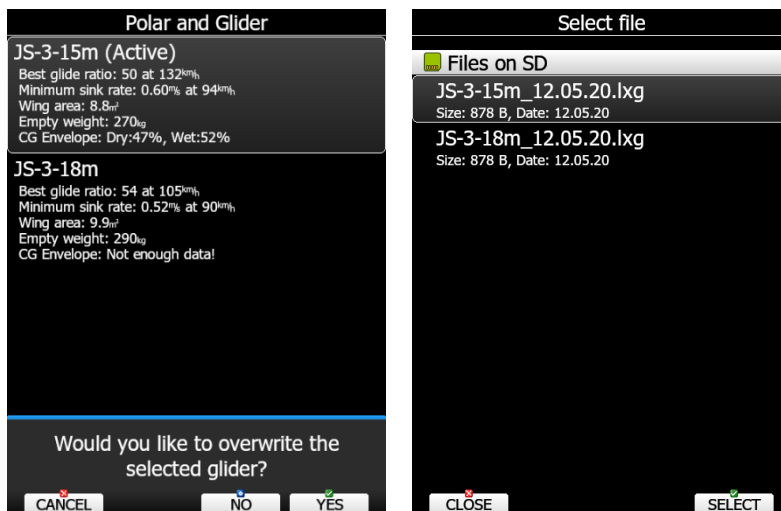 Polar and Glider
JS-3-15m (Active)
Best glide ratio: 50 at 132km/h
Minimum sink rate: 0.60m/s at 94km/h
Wing area: 8.8m²
Empty weight: 270kg
CG Envelope: Dry:47%, Wet:52%
JS-3-18m
Best glide ratio: 54 at 105km/h
Minimum sink rate: 0.52m/s at 90km/h
Wing area: 9.9m²
Empty weight: 290kg
CG Envelope: Not enough data!
Would you like to overwrite the
selected glider?
CANCEL NO YES
Select file
Files on SD
JS-3-15m_12.05.20.lxg
Size: 878 B, Date: 12.05.20
JS-3-18m_12.05.20.lxg
Size: 878 B, Date: 12.05.20
CLOSE SELECT